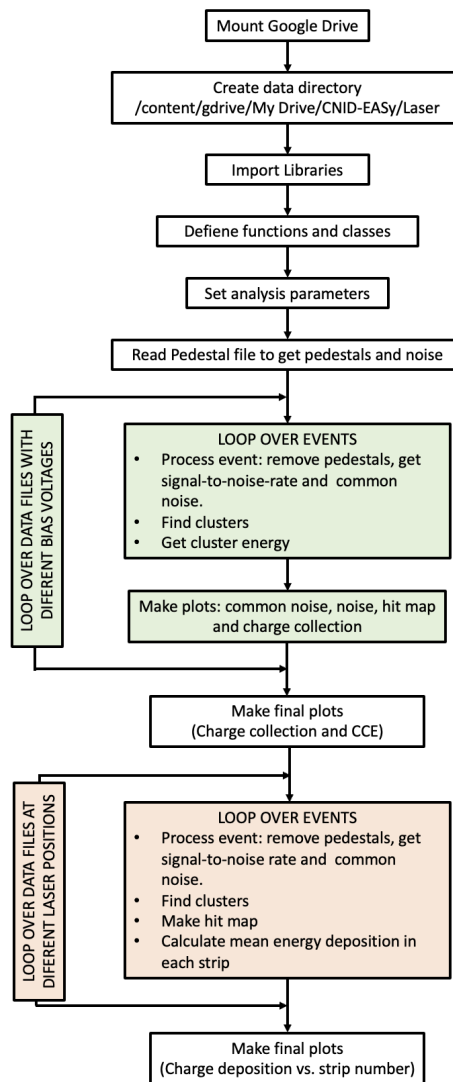 Mount Google Drive
Create data directory
/content/gdrive/My Drive/CNID-EASy/Laser
Import Libraries
Defiene functions and classes
Set analysis parameters
Read Pedestal file to get pedestals and noise
LOOP OVER DATA FILES WITH
DIFERENT BIAS VOLTAGES
LOOP OVER EVENTS
• Process event: remove pedestals, get
signal-to-noise-rate and common
noise.
• Find clusters
• Get cluster energy
Make plots: common noise, noise, hit map
and charge collection
Make final plots
(Charge collection and CCE)
LOOP OVER DATA FILES AT
DIFERENT LASER POSITIONS
LOOP OVER EVENTS
• Process event: remove pedestals, get
signal-to-noise rate and common
noise.
• Find clusters
• Make hit map
• Calculate mean energy deposition in
each strip
Make final plots
(Charge deposition vs. strip number)